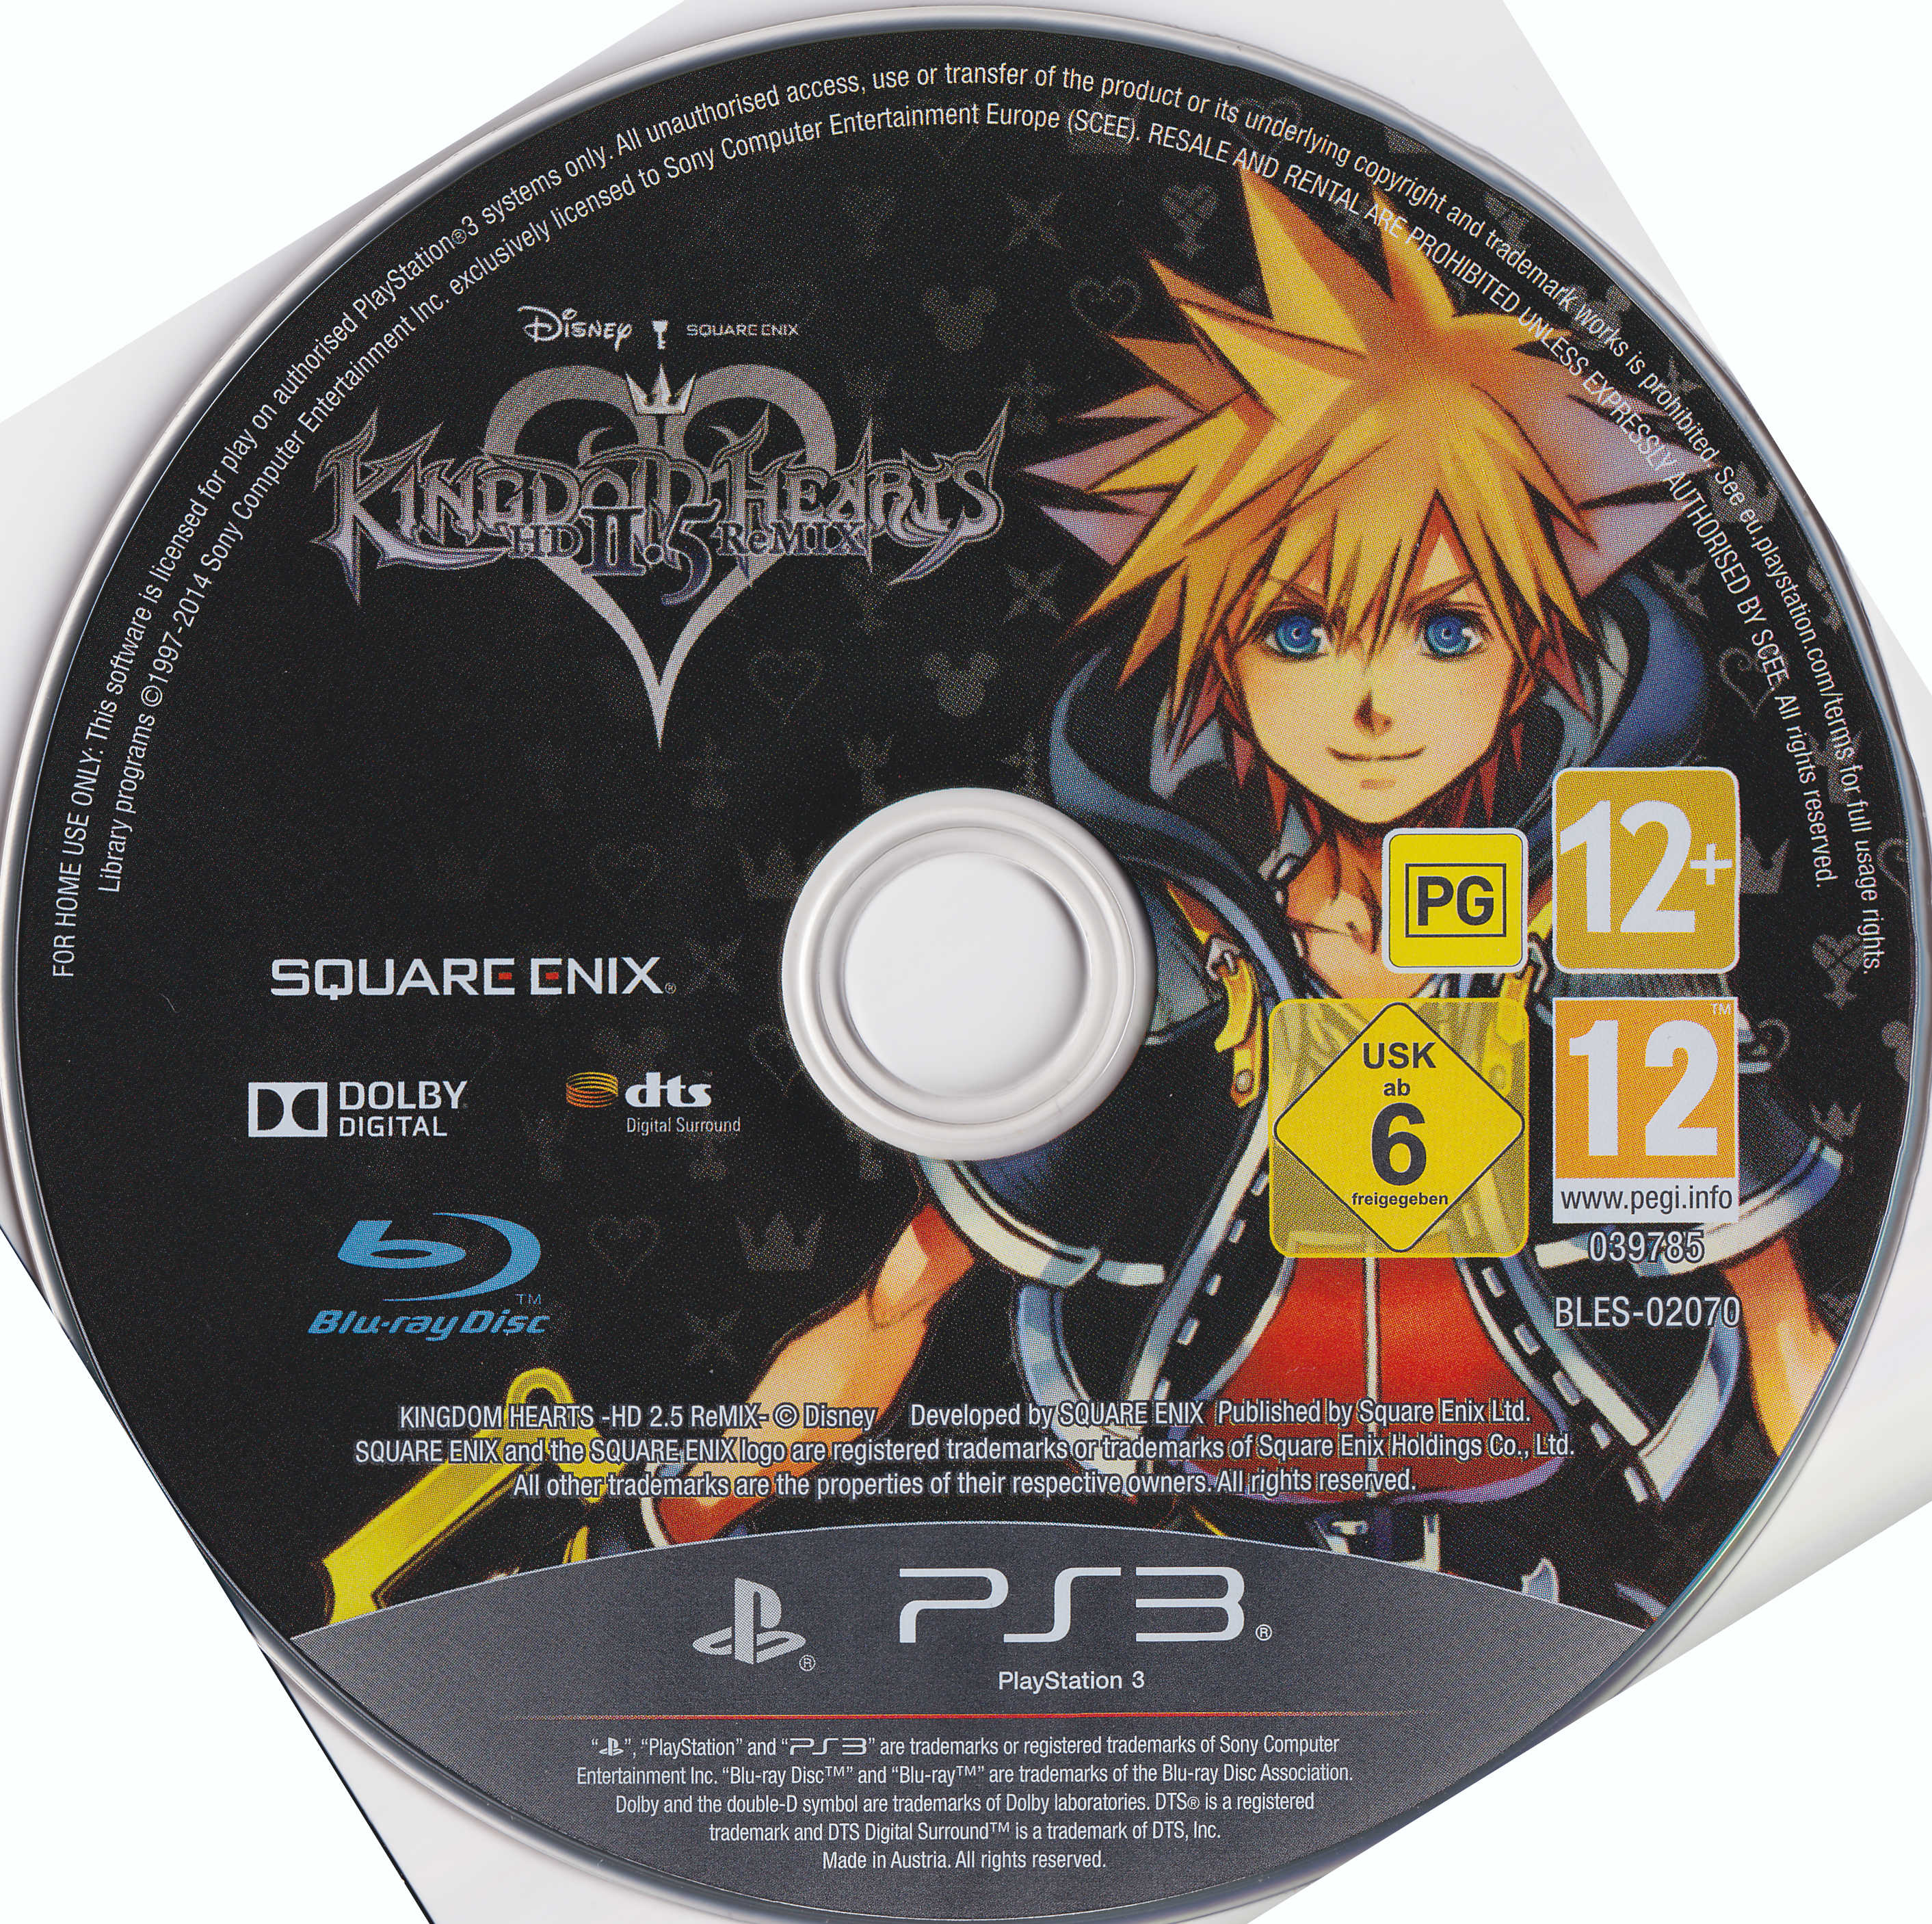 FOR HOME USE ONLY: This software is licensed for play on authorised PlayStation®3 systems only. All unauthorised access, use or transfer of the product or its underlying copyright and trademark works is prohibited. See eu.playstation.com/terms for full usage rights.
Library programs ©1997-2014 Sony Computer Entertainment Inc. exclusively licensed to Sony Computer Entertainment Europe (SCEE). RESALE AND RENTAL ARE PROHIBITED UNLESS EXPRESSLY AUTHORISED BY SCEE. All rights reserved.
Disney SQUARE ENIX
KINGDOM HEARTS
HD II.5 ReMIX
12+
PG
SQUARE ENIX®
12™
USK
ab
6
freigegeben
DOLBY
DIGITAL
dts
Digital Surround
www.pegi.info
039785
Blu-ray Disc™
BLES-02070
KINGDOM HEARTS -HD 2.5 ReMIX- © Disney Developed by SQUARE ENIX Published by Square Enix Ltd.
SQUARE ENIX and the SQUARE ENIX logo are registered trademarks or trademarks of Square Enix Holdings Co., Ltd.
All other trademarks are the properties of their respective owners. All rights reserved.
PS3®
®
PlayStation 3
“ ”, “PlayStation” and “PS3” are trademarks or registered trademarks of Sony Computer
Entertainment Inc. “Blu-ray Disc™” and “Blu-ray™” are trademarks of the Blu-ray Disc Association.
Dolby and the double-D symbol are trademarks of Dolby laboratories. DTS® is a registered
trademark and DTS Digital Surround™ is a trademark of DTS, Inc.
Made in Austria. All rights reserved.